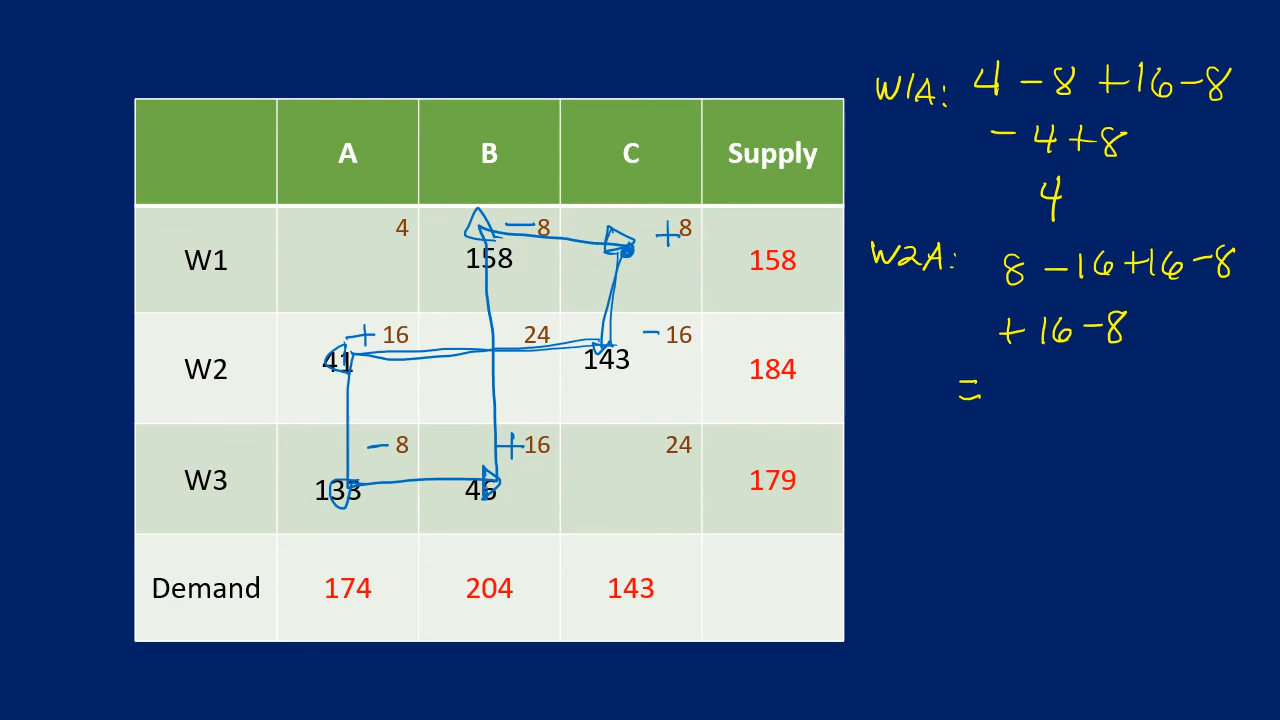 A B C Supply
W1 4 158 − 8 + 8 158
W2 41 + 16 24 143 − 16 184
W3 133 − 8 46 + 16 24 179
Demand 174 204 143
W1A: 4 − 8 + 16 − 8
− 4 + 8
4
W2A: 8 − 16 + 16 − 8
+ 16 − 8
=